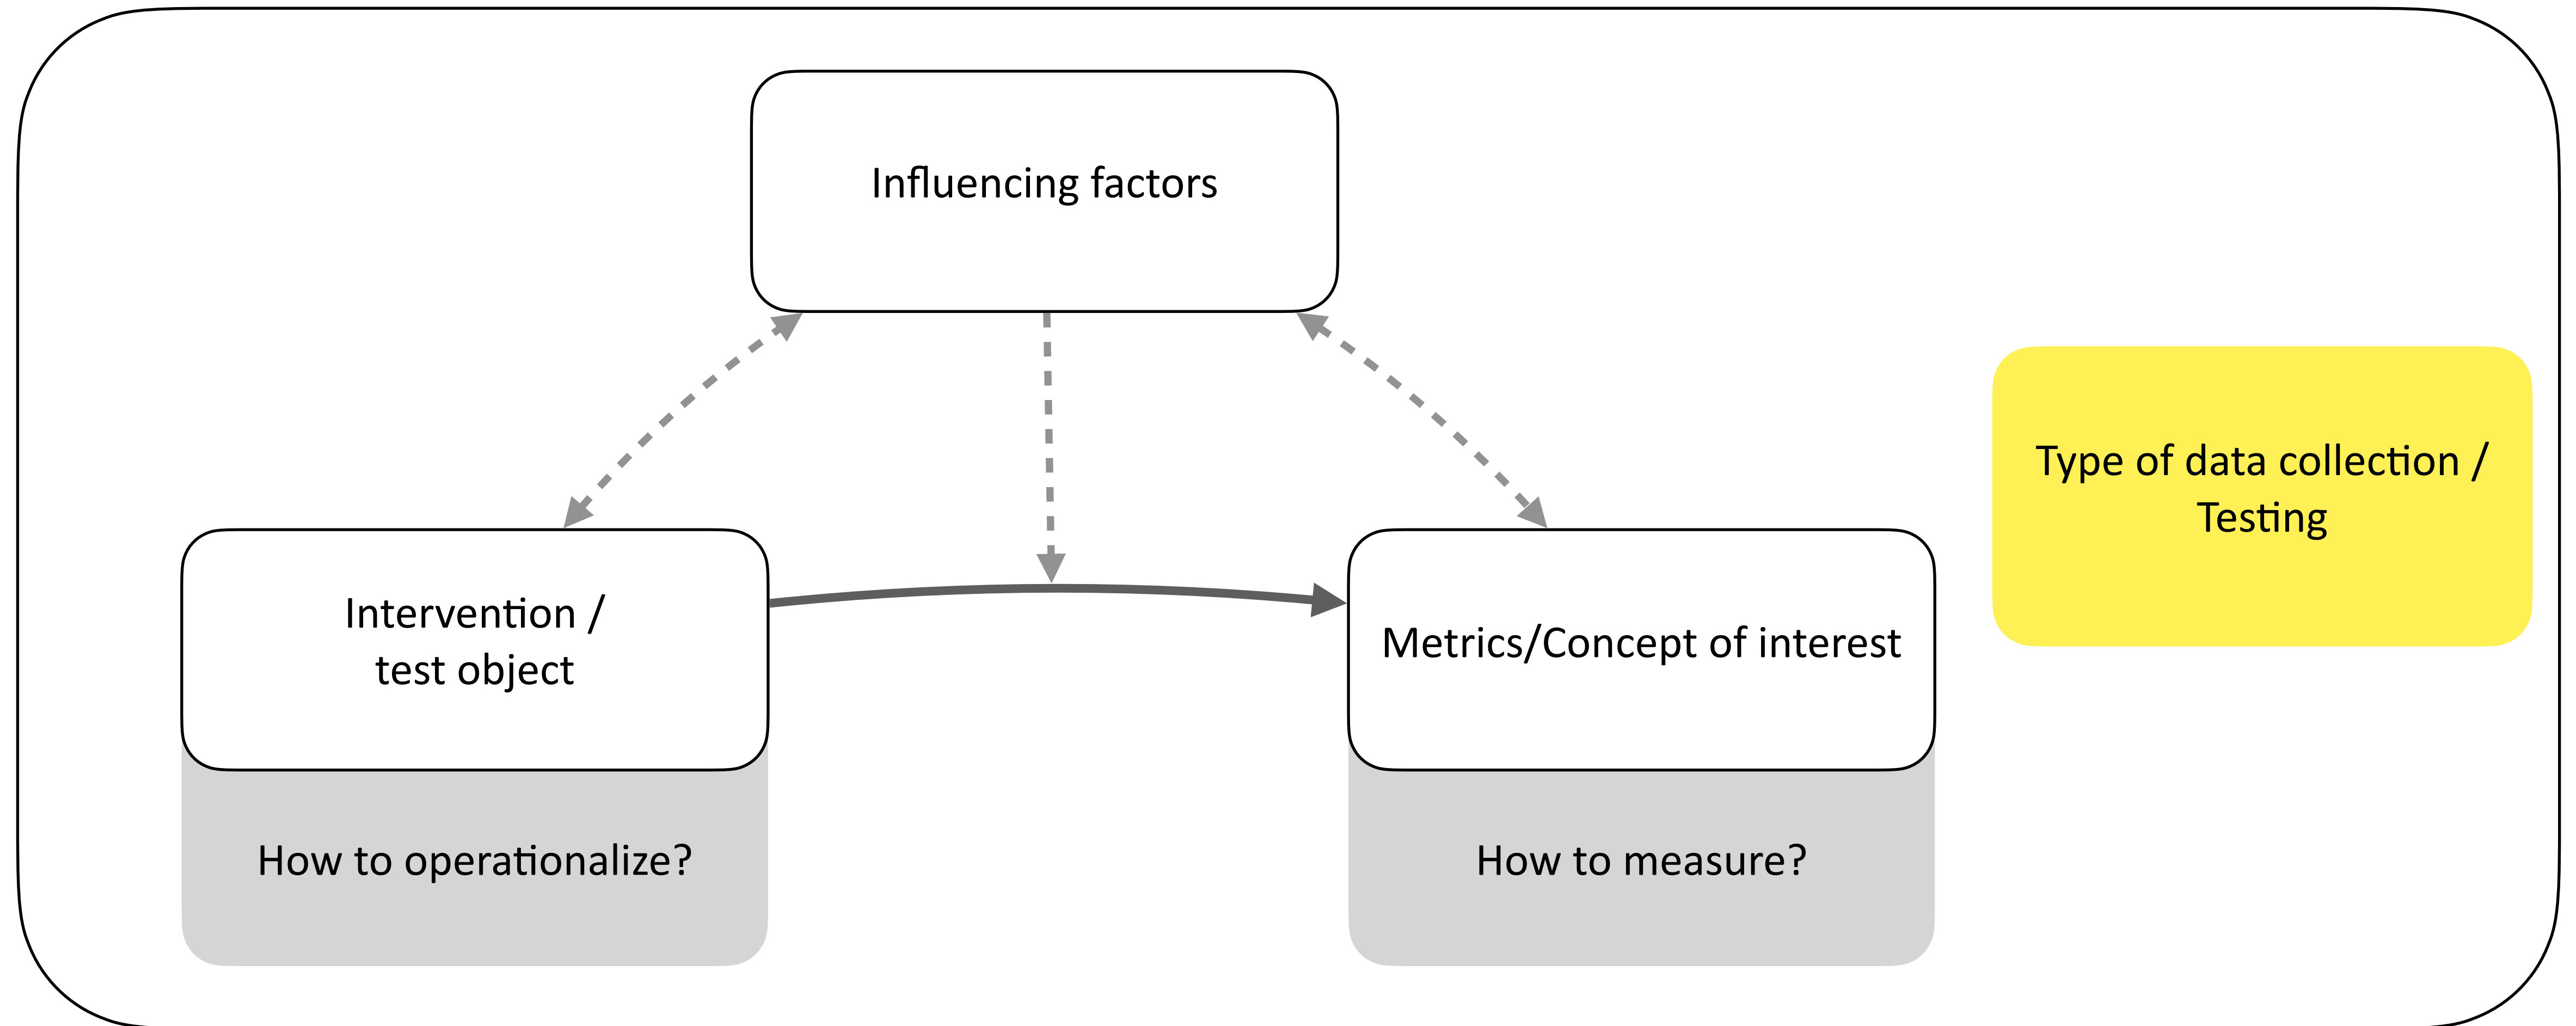 Influencing factors
Type of data collection /
Testing
Intervention /
test object
Metrics/Concept of interest
How to operationalize?
How to measure?